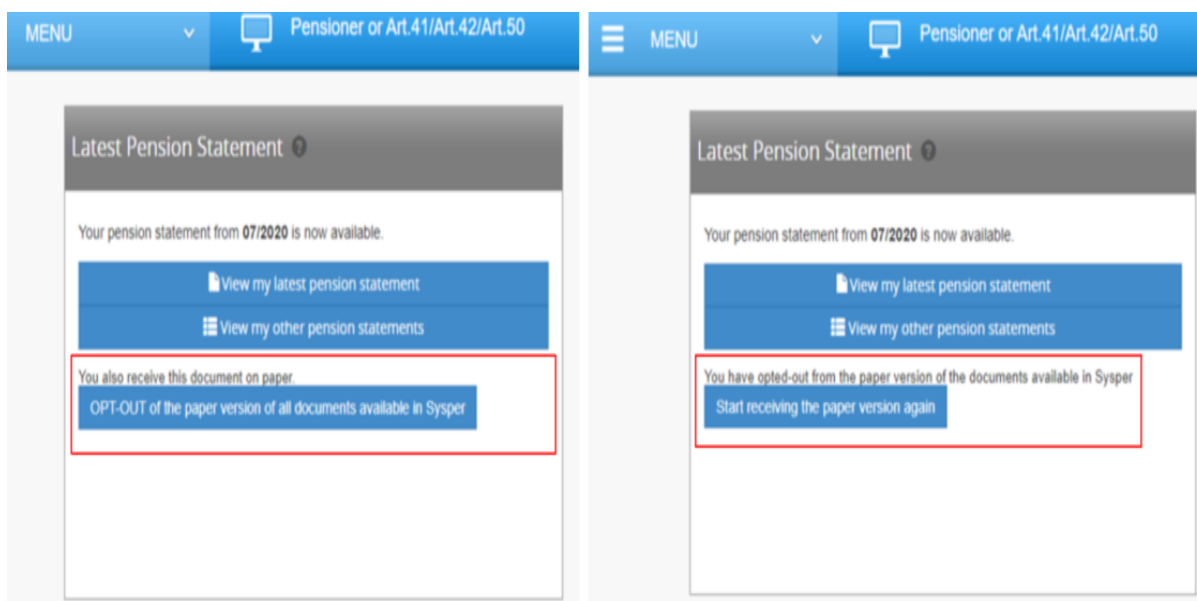 MENU
Pensioner or Art.41/Art.42/Art.50
Latest Pension Statement
Your pension statement from 07/2020 is now available.
View my latest pension statement
View my other pension statements
You also receive this document on paper.
OPT-OUT of the paper version of all documents available in Sysper
MENU
Pensioner or Art.41/Art.42/Art.50
Latest Pension Statement
Your pension statement from 07/2020 is now available.
View my latest pension statement
View my other pension statements
You have opted-out from the paper version of the documents available in Sysper
Start receiving the paper version again